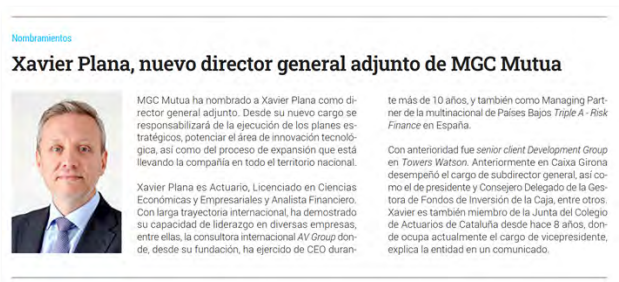 Nombramientos
Xavier Plana, nuevo director general adjunto de MGC Mutua
MGC Mutua ha nombrado a Xavier Plana como di-
rector general adjunto. Desde su nuevo cargo se
responsabilizará de la ejecución de los planes es-
tratégicos, potenciar el área de innovación tecnoló-
gica, así como del proceso de expansión que está
llevando la compañía en todo el territorio nacional.
Xavier Plana es Actuario, Licenciado en Ciencias
Económicas y Empresariales y Analista Financiero.
Con larga trayectoria internacional, ha demostrado
su capacidad de liderazgo en diversas empresas,
entre ellas, la consultora internacional AV Group don-
de, desde su fundación, ha ejercido de CEO duran-
te más de 10 años, y también como Managing Part-
ner de la multinacional de Países Bajos Triple A - Risk
Finance en España.
Con anterioridad fue senior client Development Group
en Towers Watson. Anteriormente en Caixa Girona
desempeñó el cargo de subdirector general, así co-
mo el de presidente y Consejero Delegado de la Ges-
tora de Fondos de Inversión de la Caja, entre otros.
Xavier es también miembro de la Junta del Colegio
de Actuarios de Cataluña desde hace 8 años, don-
de ocupa actualmente el cargo de vicepresidente,
explica la entidad en un comunicado.